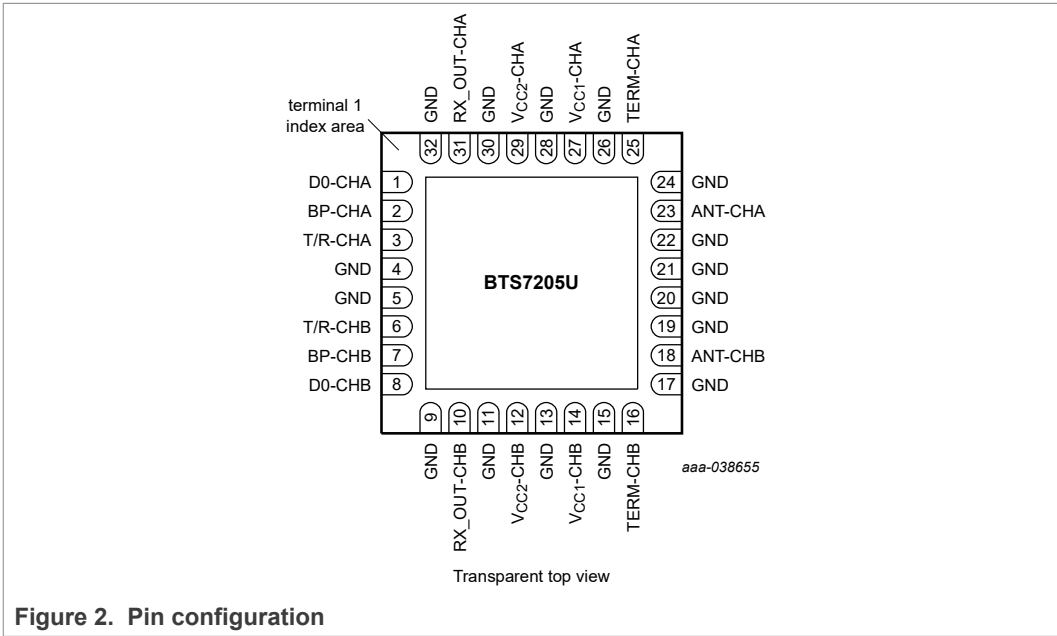 GND
RX_OUT-CHA
GND
VCC2-CHA
GND
VCC1-CHA
GND
TERM-CHA
terminal 1
index area
32 31 30 29 28 27 26 25
D0-CHA 1
BP-CHA 2
T/R-CHA 3
GND 4
GND 5
T/R-CHB 6
BP-CHB 7
D0-CHB 8
BTS7205U
24 GND
23 ANT-CHA
22 GND
21 GND
20 GND
19 GND
18 ANT-CHB
17 GND
9 10 11 12 13 14 15 16
GND
RX_OUT-CHB
GND
VCC2-CHB
GND
VCC1-CHB
GND
TERM-CHB
aaa-038655
Transparent top view
Figure 2. Pin configuration